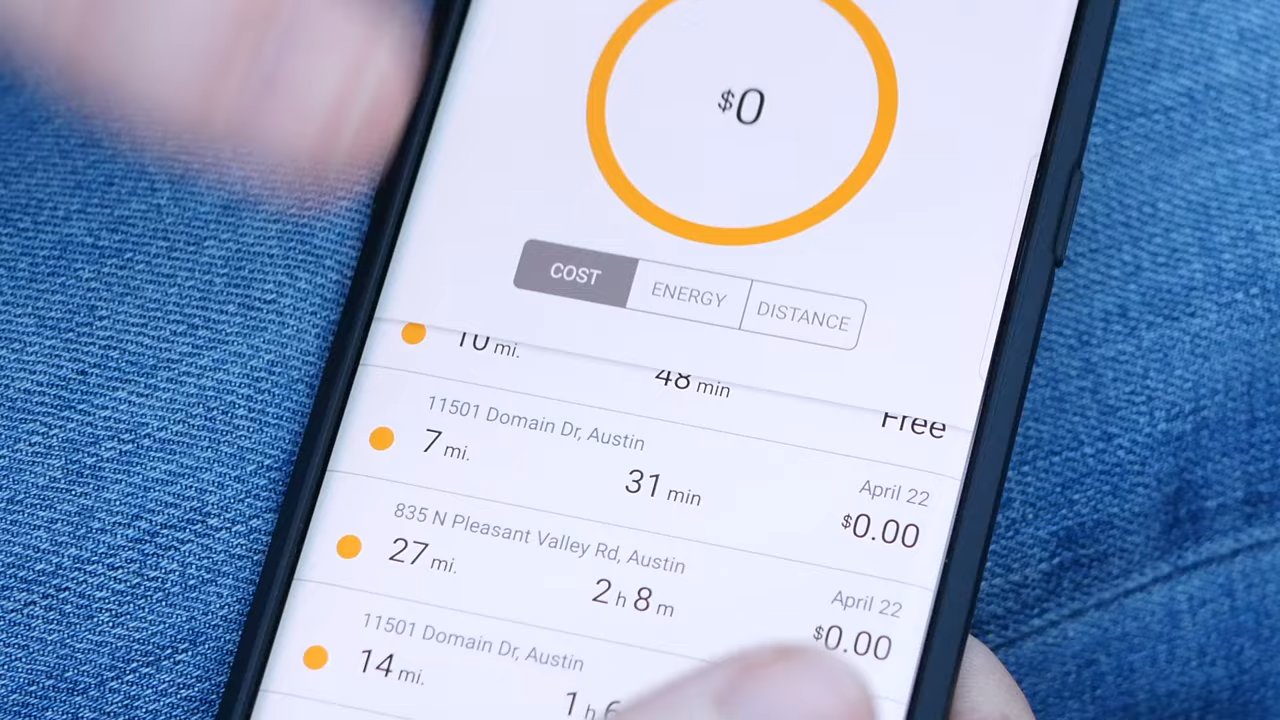 $0
COST ENERGY DISTANCE
10 mi. 48 min Free
11501 Domain Dr, Austin April 22
7 mi. 31 min $0.00
835 N Pleasant Valley Rd, Austin April 22
27 mi. 2 h 8 m $0.00
11501 Domain Dr, Austin
14 mi. 1 h